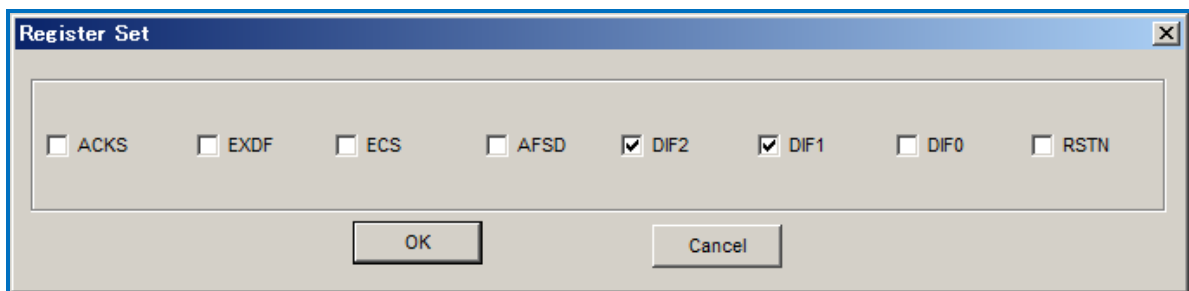 Register Set
ACKS EXDF ECS AFSD DIF2 DIF1 DIF0 RSTN
OK Cancel